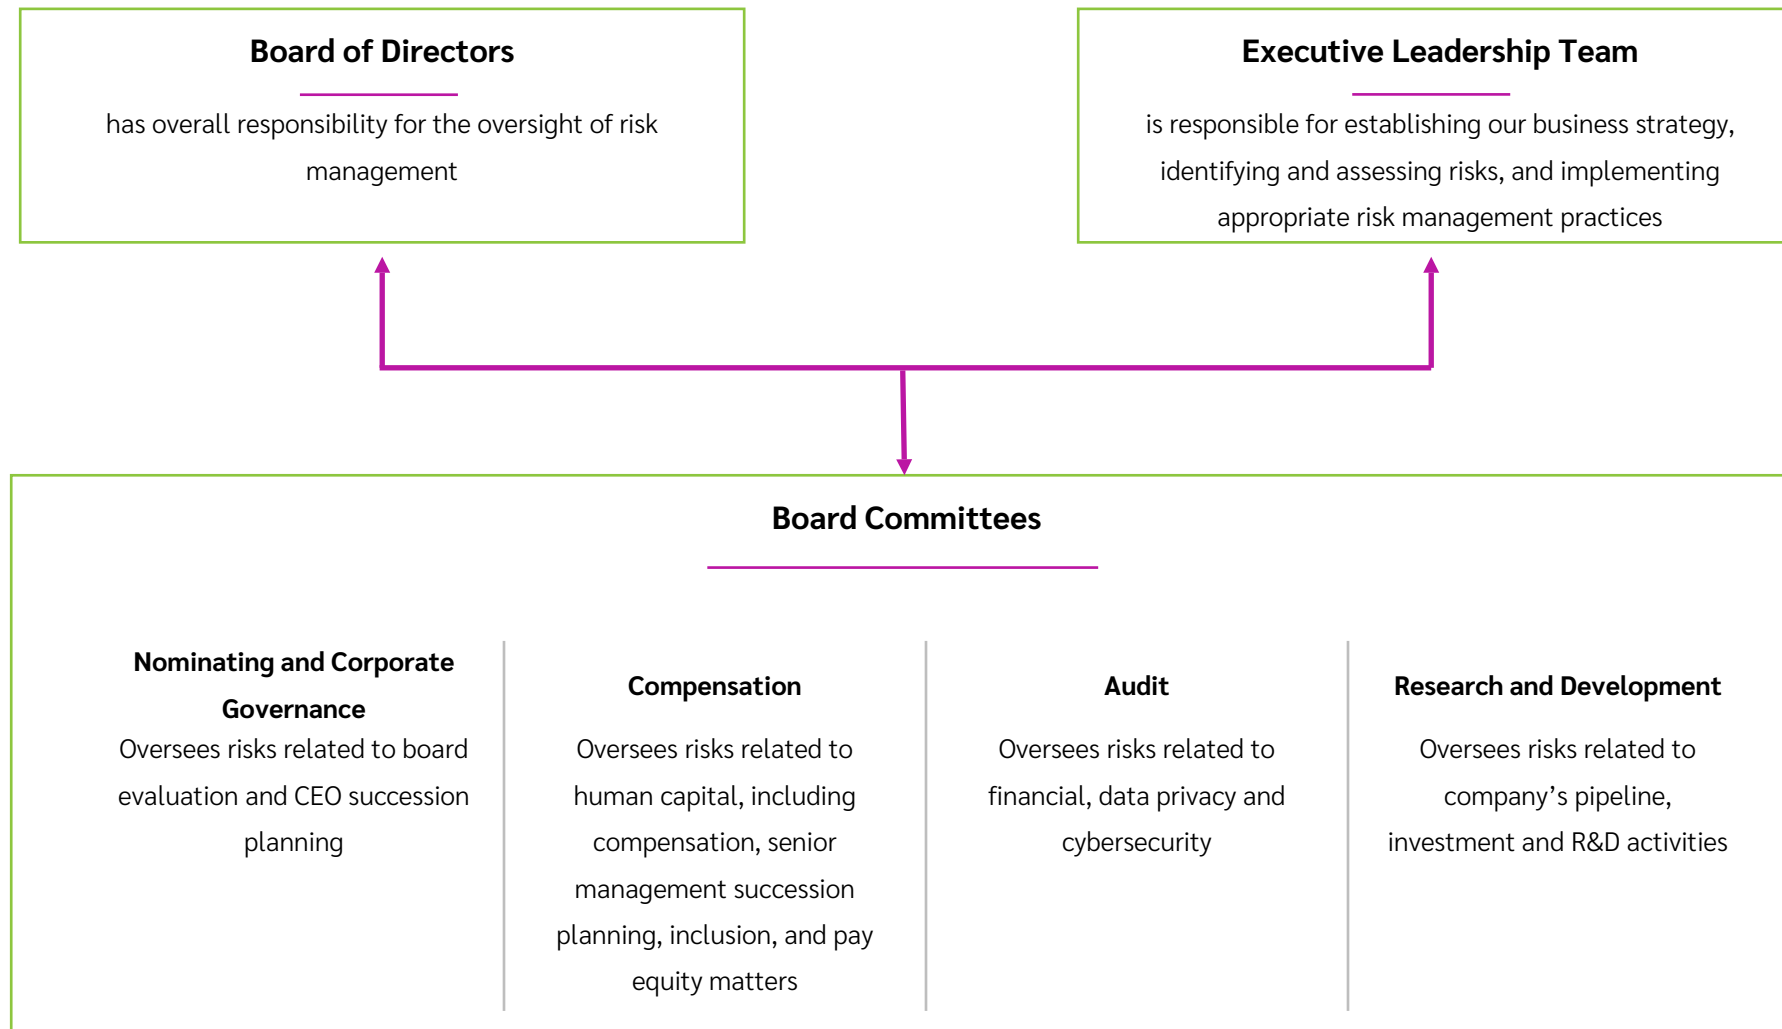 Board of Directors
has overall responsibility for the oversight of risk
management
Executive Leadership Team
is responsible for establishing our business strategy,
identifying and assessing risks, and implementing
appropriate risk management practices
Board Committees
Nominating and Corporate
Governance
Oversees risks related to board
evaluation and CEO succession
planning
Compensation
Oversees risks related to
human capital, including
compensation, senior
management succession
planning, inclusion, and pay
equity matters
Audit
Oversees risks related to
financial, data privacy and
cybersecurity
Research and Development
Oversees risks related to
company’s pipeline,
investment and R&D activities